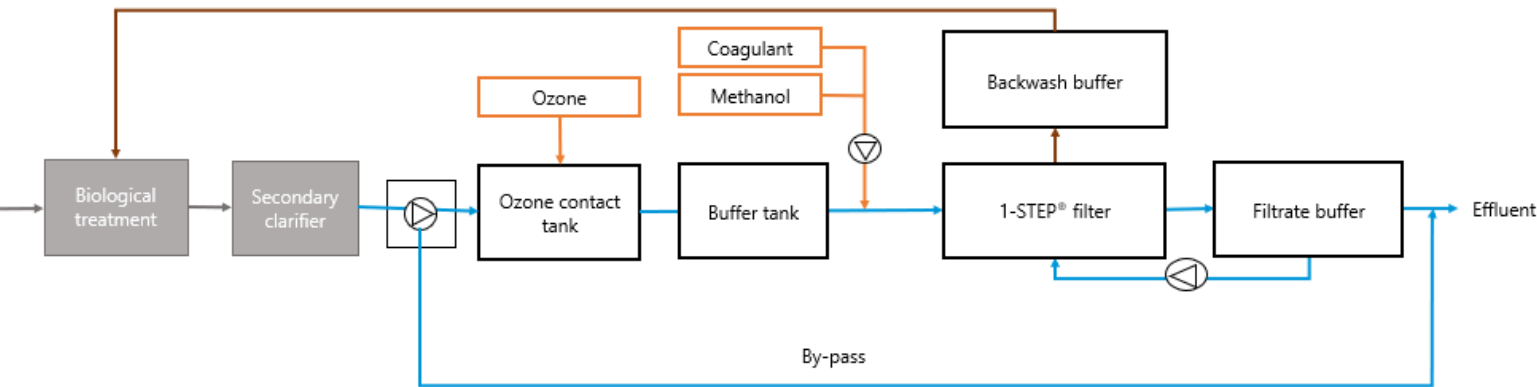 Coagulant
Backwash buffer
Methanol
Ozone
Biological
treatment
Secondary
clarifier
Ozone contact
tank
Buffer tank
1-STEP® filter
Filtrate buffer
Effluent
By-pass